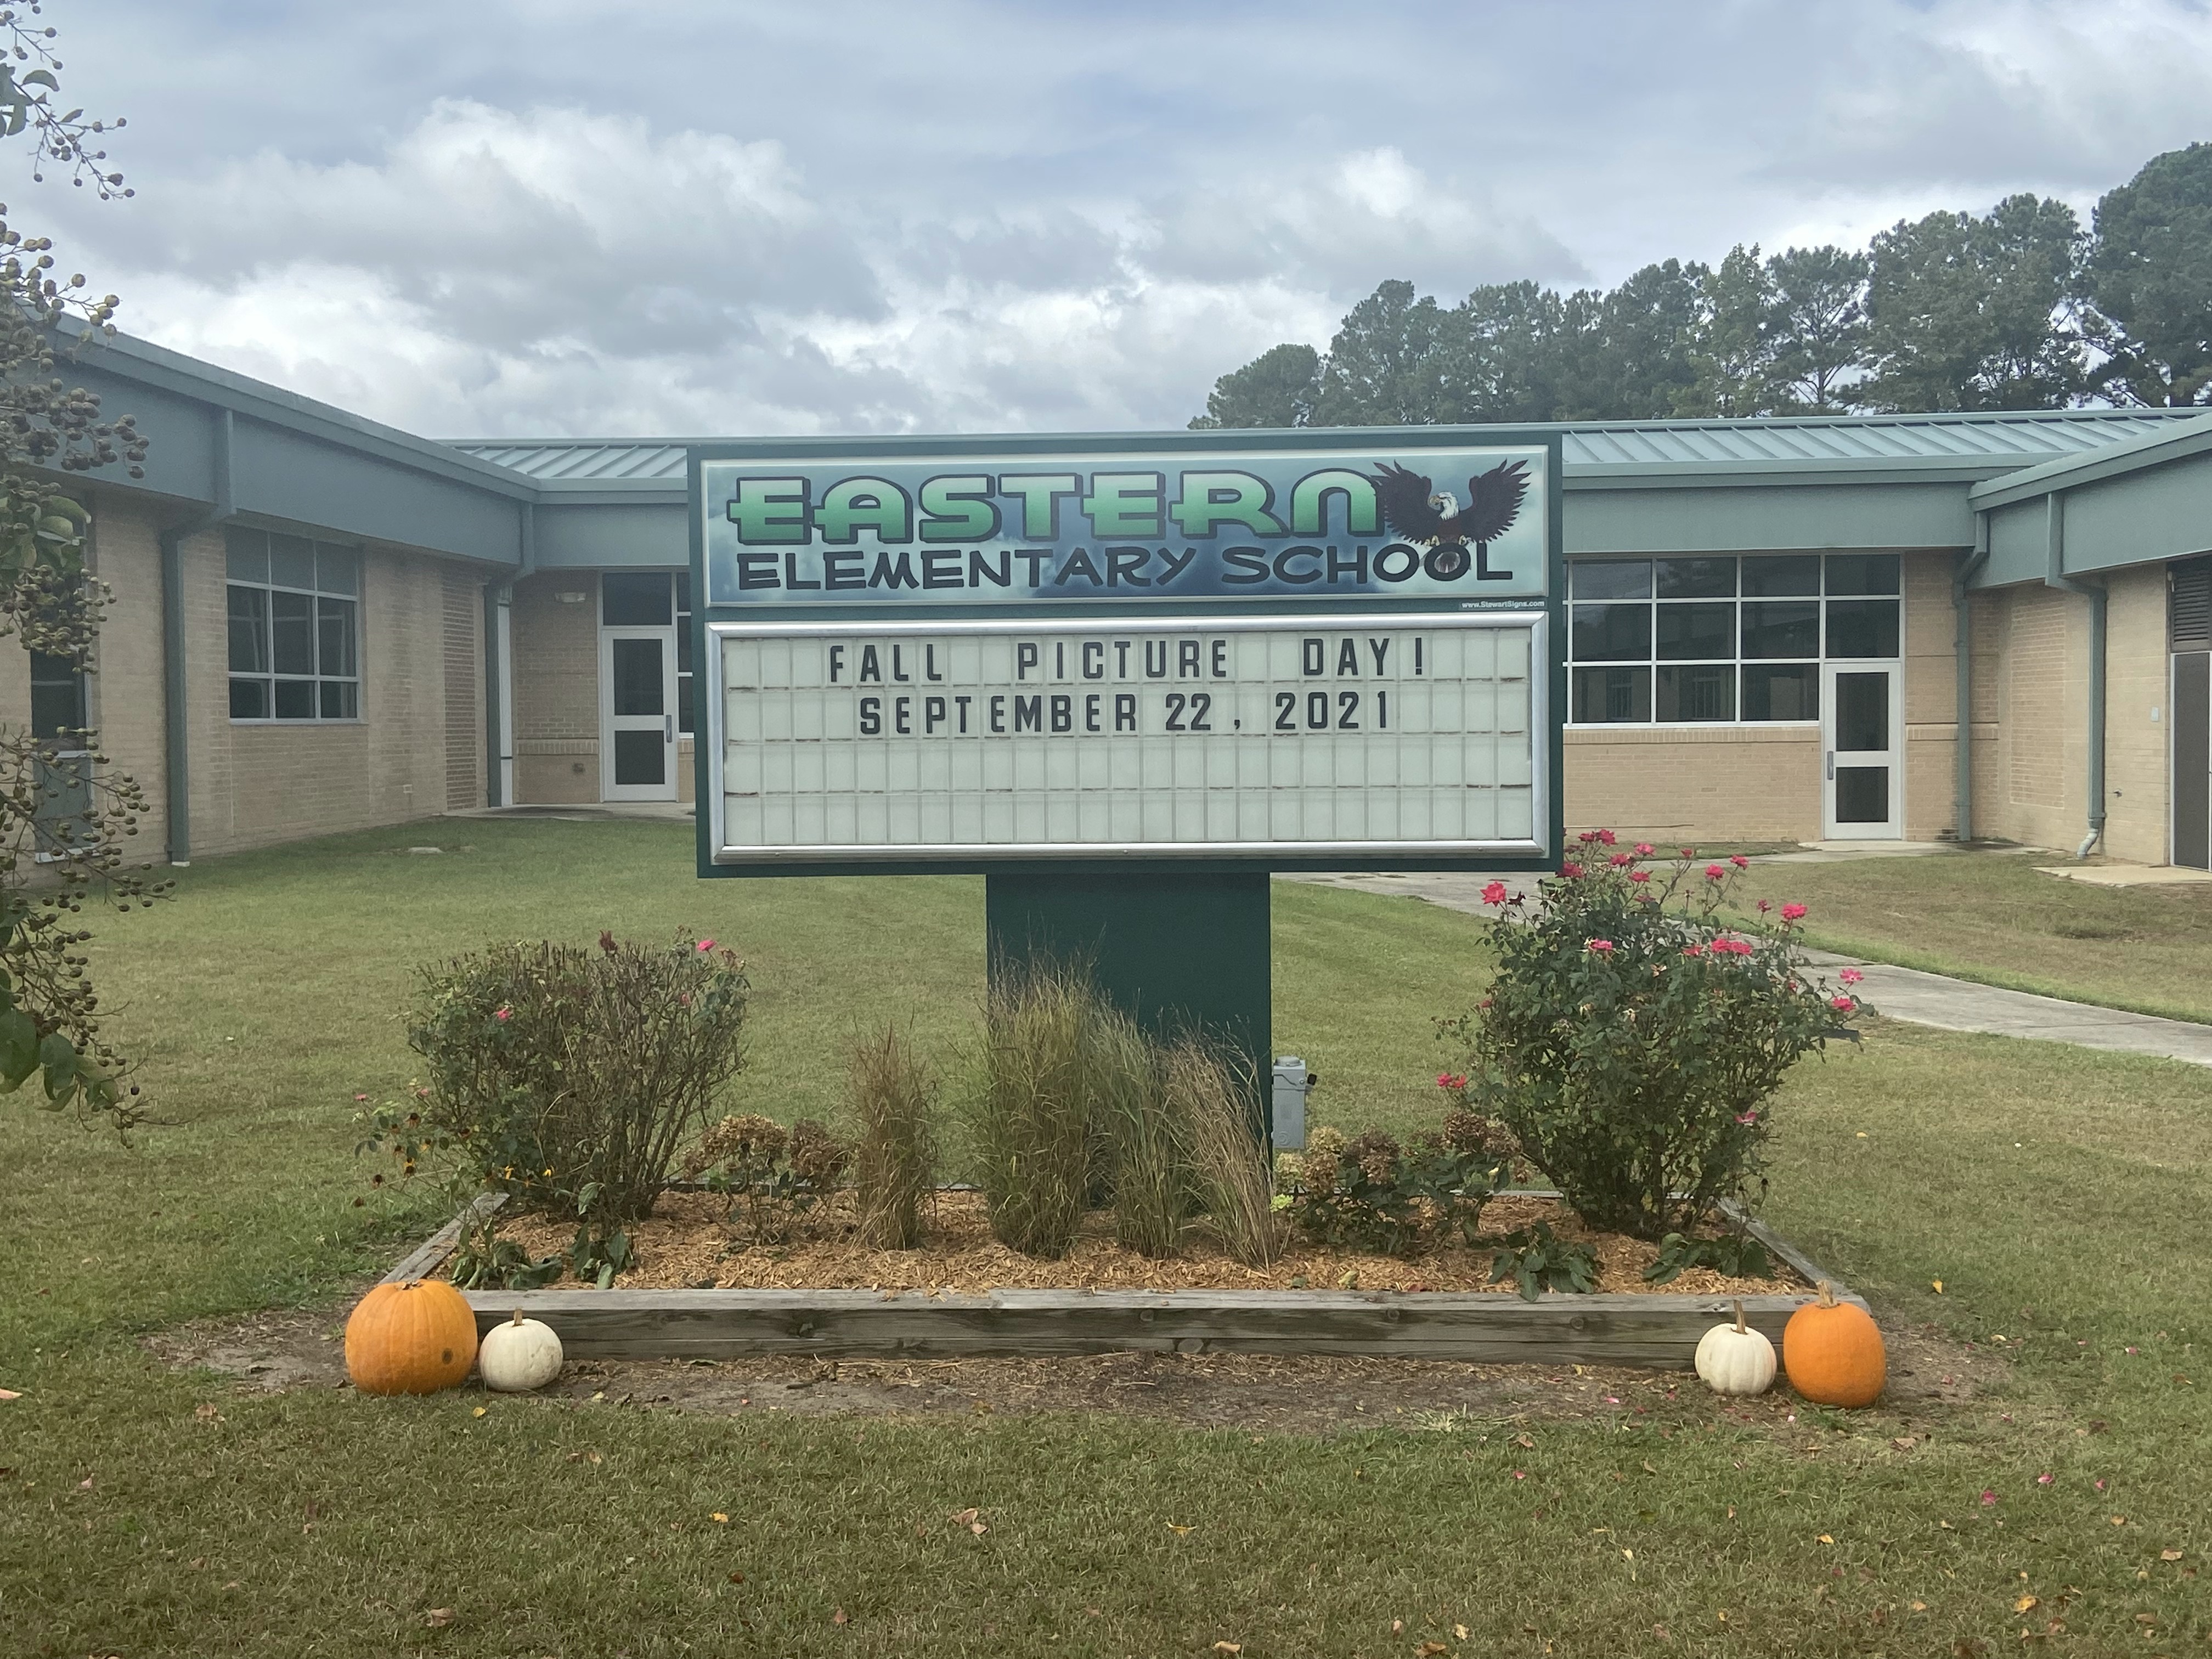 EASTERN
ELEMENTARY SCHOOL
www.StewartSigns.com
FALL PICTURE DAY!
SEPTEMBER 22, 2021